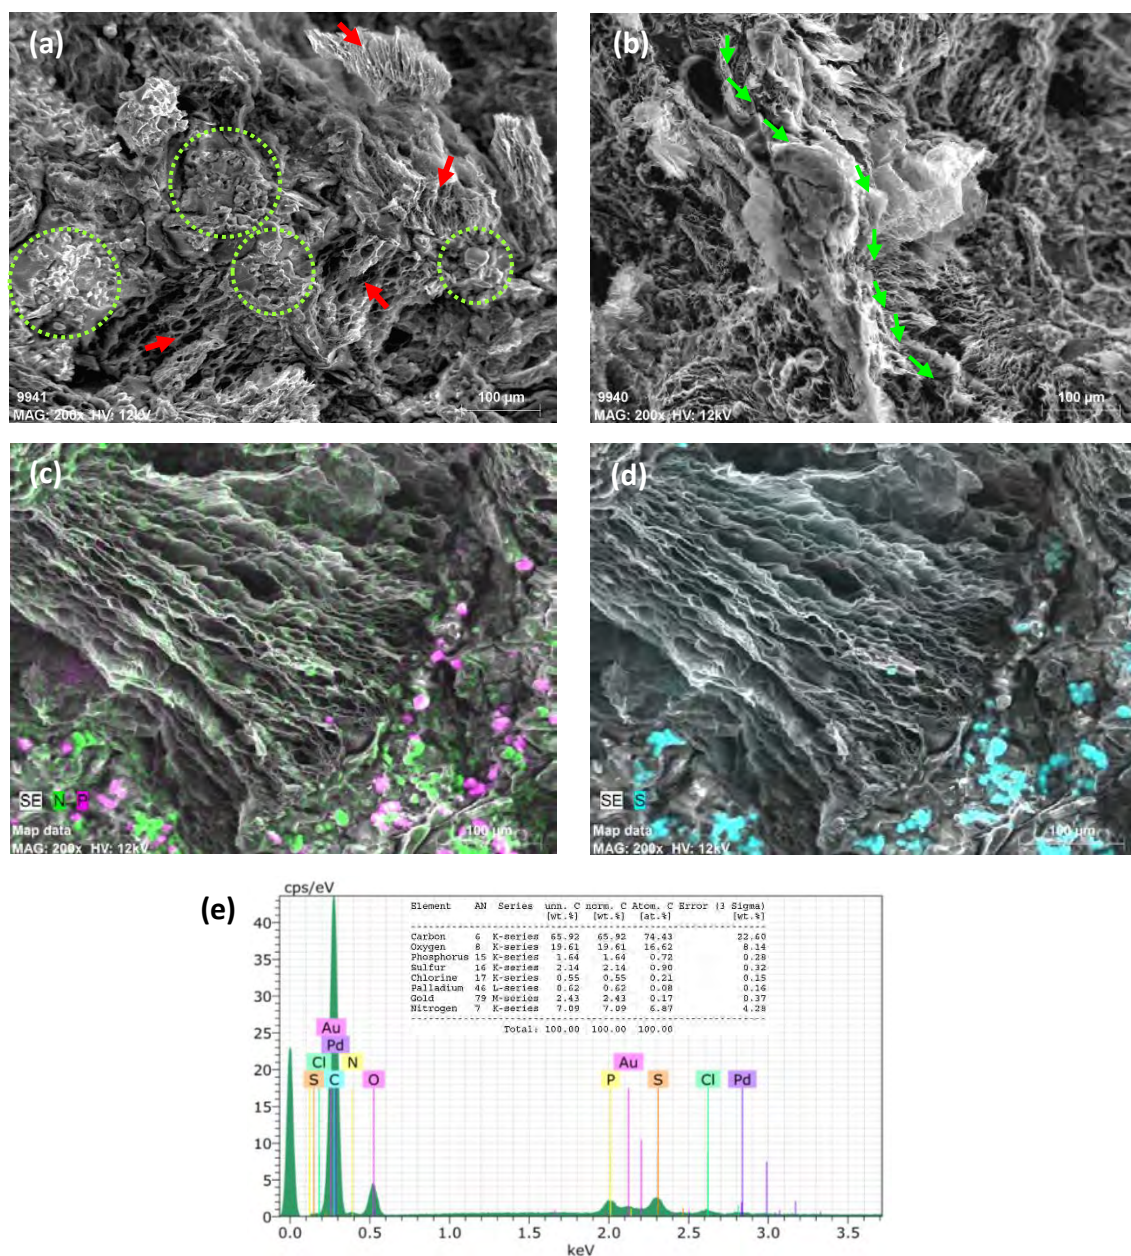 (a)
9941
MAG: 200x HV: 12kV
100 µm
(b)
9940
MAG: 200x HV: 12kV
100 µm
(c)
SE N P
Map data
MAG: 200x HV: 12kV
100 µm
(d)
SE S
Map data
MAG: 200x HV: 12kV
100 µm
(e)
cps/eV
Element AN Series unn. C norm. C Atom. C Error (3 Sigma)
[wt.%] [wt.%] [at.%] [wt.%]
Carbon 6 K-series 65.92 65.92 74.43 22.60
Oxygen 8 K-series 19.61 19.61 16.62 8.14
Phosphorus 15 K-series 1.64 1.64 0.72 0.28
Sulfur 16 K-series 2.14 2.14 0.90 0.32
Chlorine 17 K-series 0.55 0.55 0.21 0.15
Palladium 46 L-series 0.62 0.62 0.08 0.16
Gold 79 M-series 2.43 2.43 0.17 0.37
Nitrogen 7 K-series 7.09 7.09 6.87 4.28
Total: 100.00 100.00 100.00
40
35
30
25
20
15
10
5
0
Au
Pd
Cl N
S C O
Au
P S Cl Pd
0.0 0.5 1.0 1.5 2.0 2.5 3.0 3.5
keV